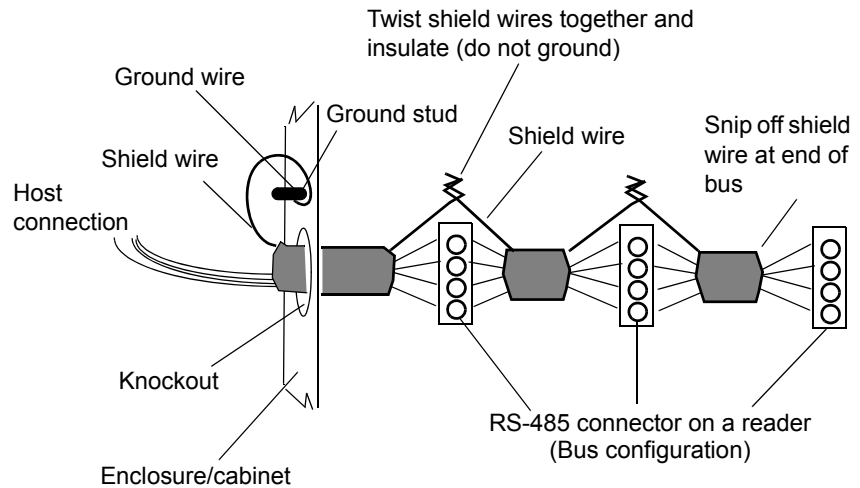 Twist shield wires together and
insulate (do not ground)
Ground wire
Ground stud
Shield wire
Shield wire
Snip off shield
wire at end of
bus
Host
connection
Knockout
RS-485 connector on a reader
(Bus configuration)
Enclosure/cabinet